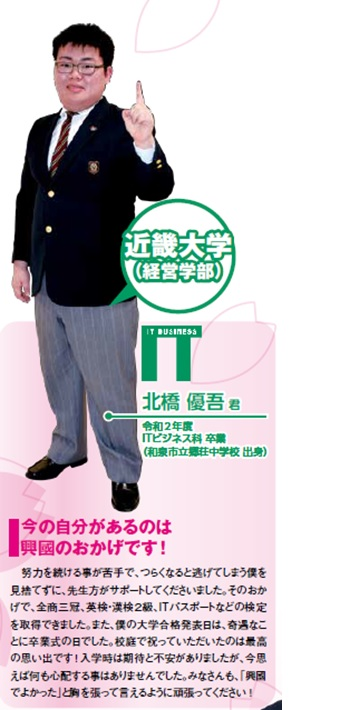 近畿大学
(経営学部)
IT BUSINESS
IT
北橋 優吾 君
令和2年度
ITビジネス科 卒業
(和泉市立郷荘中学校 出身)
今の自分があるのは
興國のおかげです！
努力を続ける事が苦手で、つらくなると逃げてしまう僕を
見捨てずに、先生方がサポートしてくださいました。そのおか
げで、全商三冠、英検・漢検2級、ITパスポートなどの検定
を取得できました。また、僕の大学合格発表日は、奇遇なこ
とに卒業式の日でした。校庭で祝っていただいたのは最高
の思い出です！入学時は期待と不安がありましたが、今思
えば何も心配する事はありませんでした。みなさんも、「興國
でよかった」と胸を張って言えるように頑張ってください！